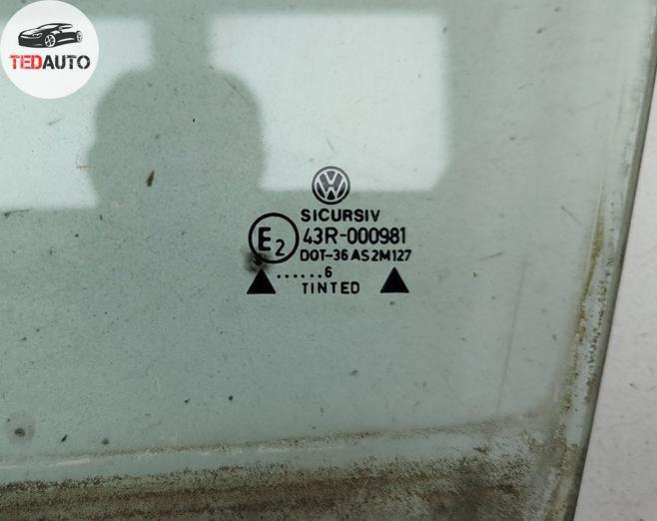 TEDAUTO
SICURSIV
E2 43R-000981
DOT-36 AS2M127
......6
TINTED